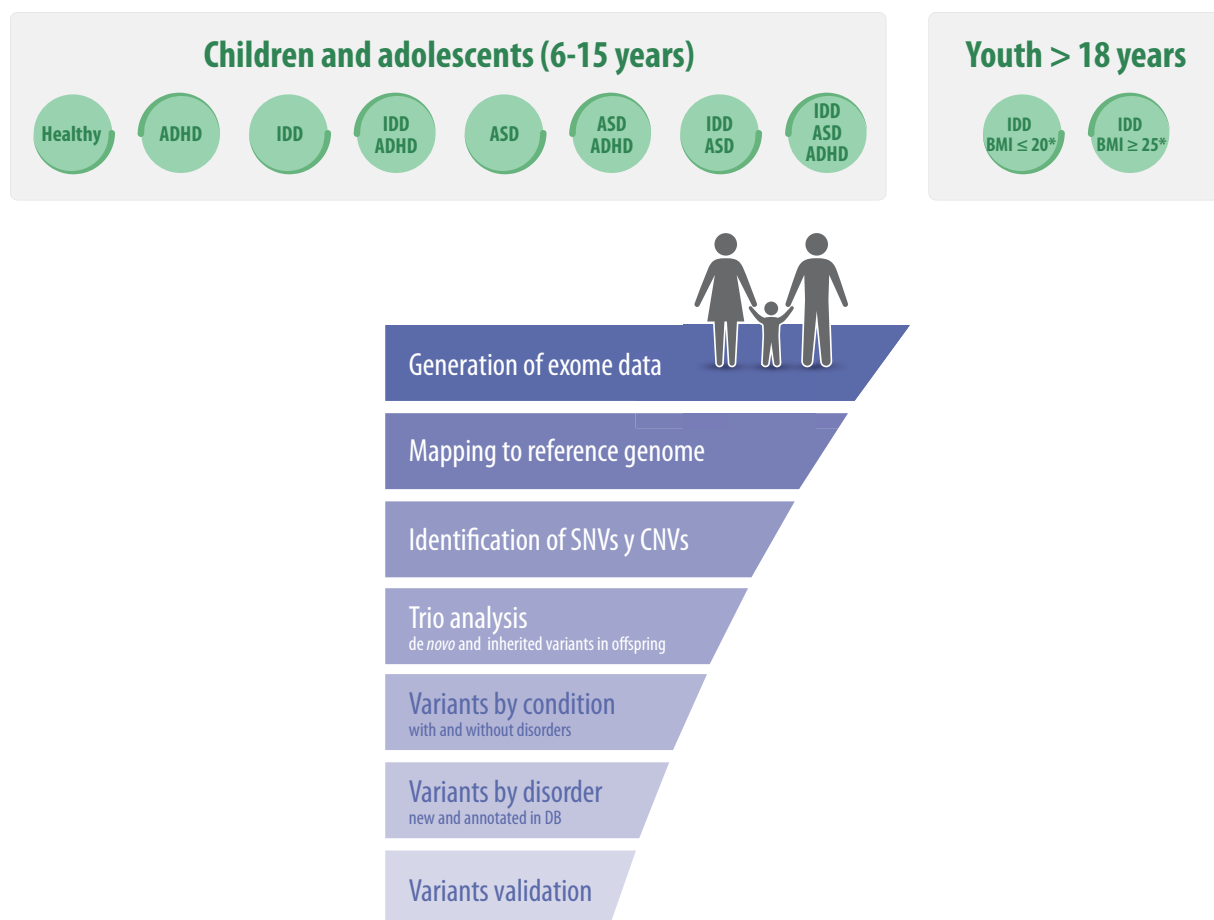 Children and adolescents (6-15 years)
Healthy
ADHD
IDD
IDD
ADHD
ASD
ASD
ADHD
IDD
ASD
IDD
ASD
ADHD
Youth > 18 years
IDD
BMI ≤ 20*
IDD
BMI ≥ 25*
Generation of exome data
Mapping to reference genome
Identification of SNVs y CNVs
Trio analysis
de novo and inherited variants in offspring
Variants by condition
with and without disorders
Variants by disorder
new and annotated in DB
Variants validation